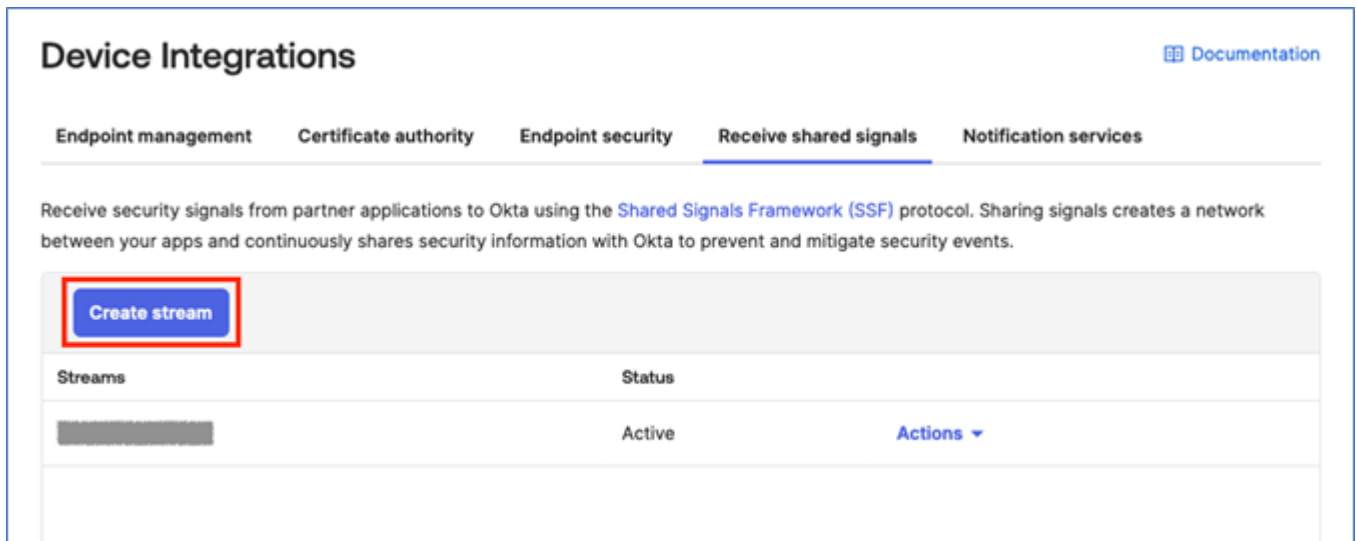 Device Integrations
Documentation
Endpoint management Certificate authority Endpoint security Receive shared signals Notification services
Receive security signals from partner applications to Okta using the Shared Signals Framework (SSF) protocol. Sharing signals creates a network
between your apps and continuously shares security information with Okta to prevent and mitigate security events.
Create stream
Streams Status
Active Actions